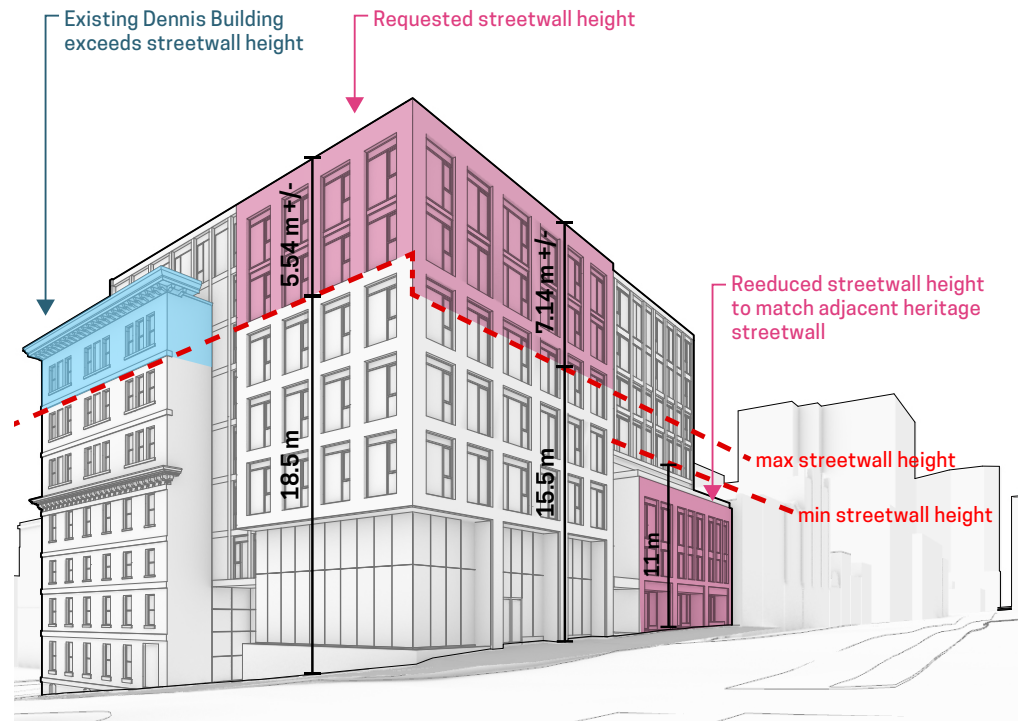 Existing Dennis Building
exceeds streetwall height
Requested streetwall height
5.54 m +/-
7.14 m +/-
Reeduced streetwall height
to match adjacent heritage
streetwall
18.5 m
15.5 m
11 m
max streetwall height
min streetwall height